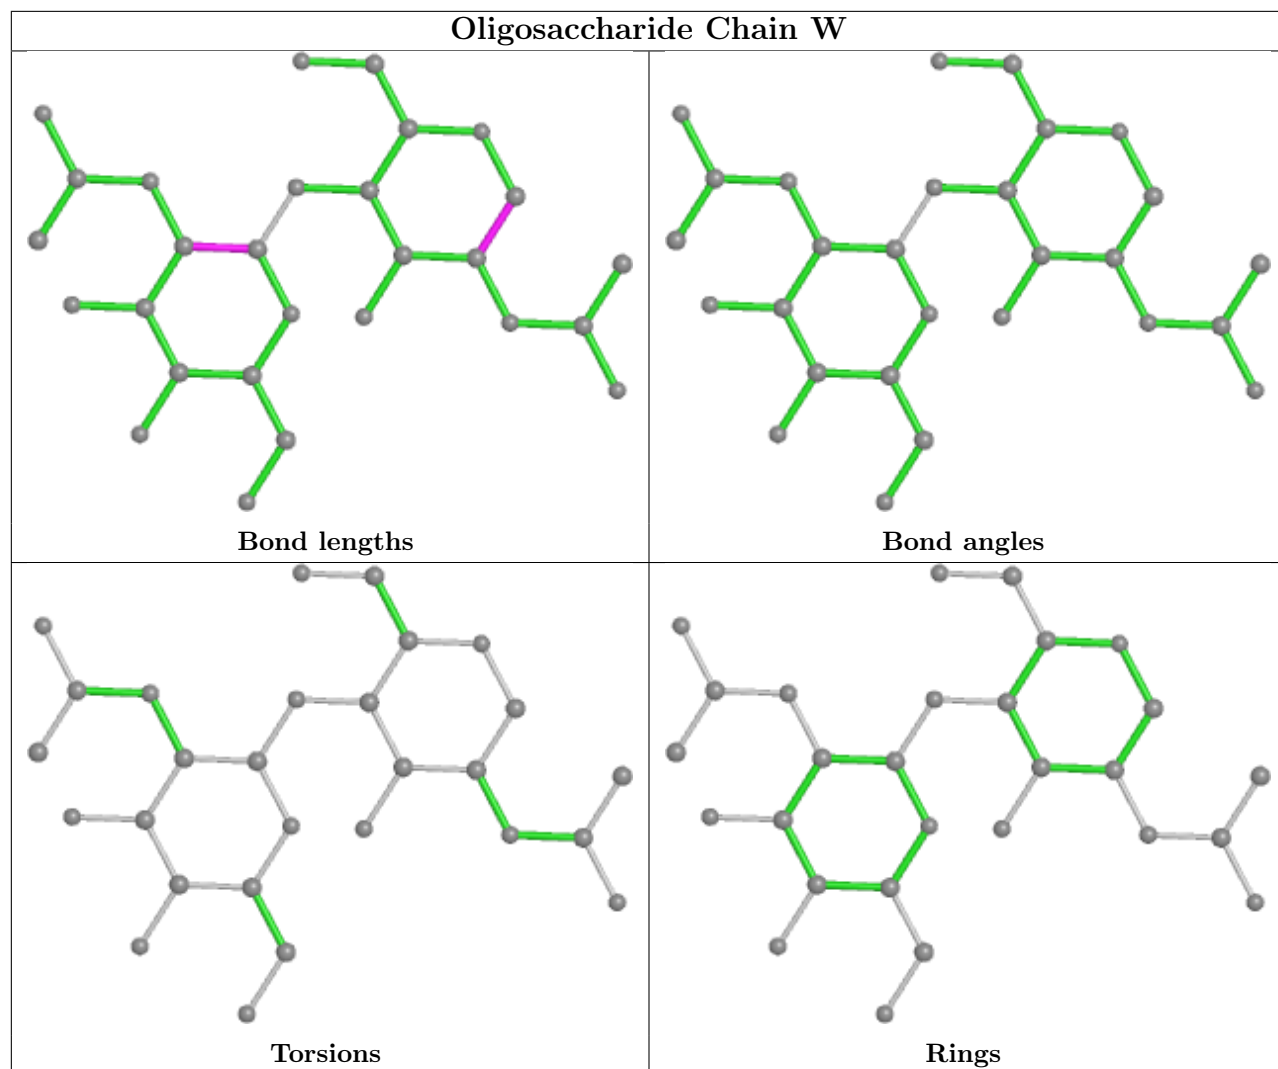 Oligosaccharide Chain W
Bond lengths
Bond angles
Torsions
Rings